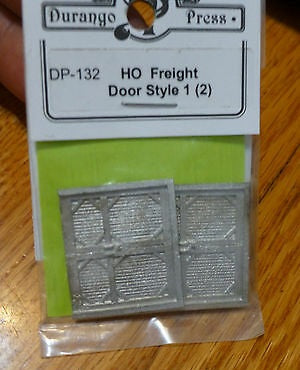 Durango Press
DP-132 HO Freight
Door Style 1 (2)